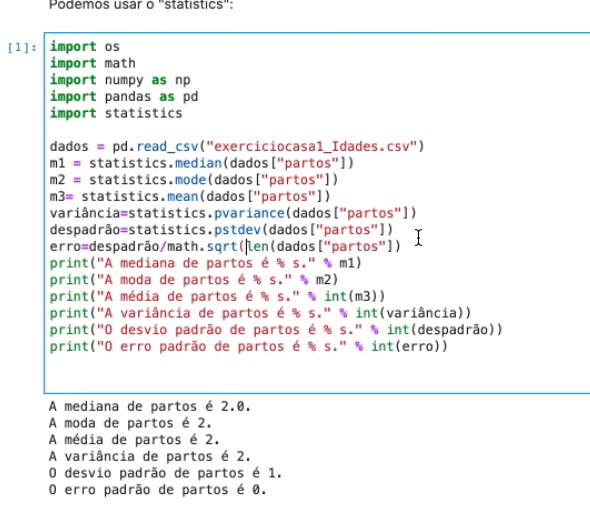 Podemos usar o "statistics":
[1]: import os
import math
import numpy as np
import pandas as pd
import statistics
dados = pd.read_csv("exerciciocasa1_Idades.csv")
m1 = statistics.median(dados["partos"])
m2 = statistics.mode(dados["partos"])
m3= statistics.mean(dados["partos"])
variância=statistics.pvariance(dados["partos"])
despadrão=statistics.pstdev(dados["partos"])
erro=despadrão/math.sqrt(len(dados["partos"])
print("A mediana de partos é % s." % m1)
print("A moda de partos é % s." % m2)
print("A média de partos é % s." % int(m3))
print("A variância de partos é % s." % int(variância))
print("O desvio padrão de partos é % s." % int(despadrão))
print("O erro padrão de partos é % s." % int(erro))
A mediana de partos é 2.0.
A moda de partos é 2.
A média de partos é 2.
A variância de partos é 2.
O desvio padrão de partos é 1.
O erro padrão de partos é 0.